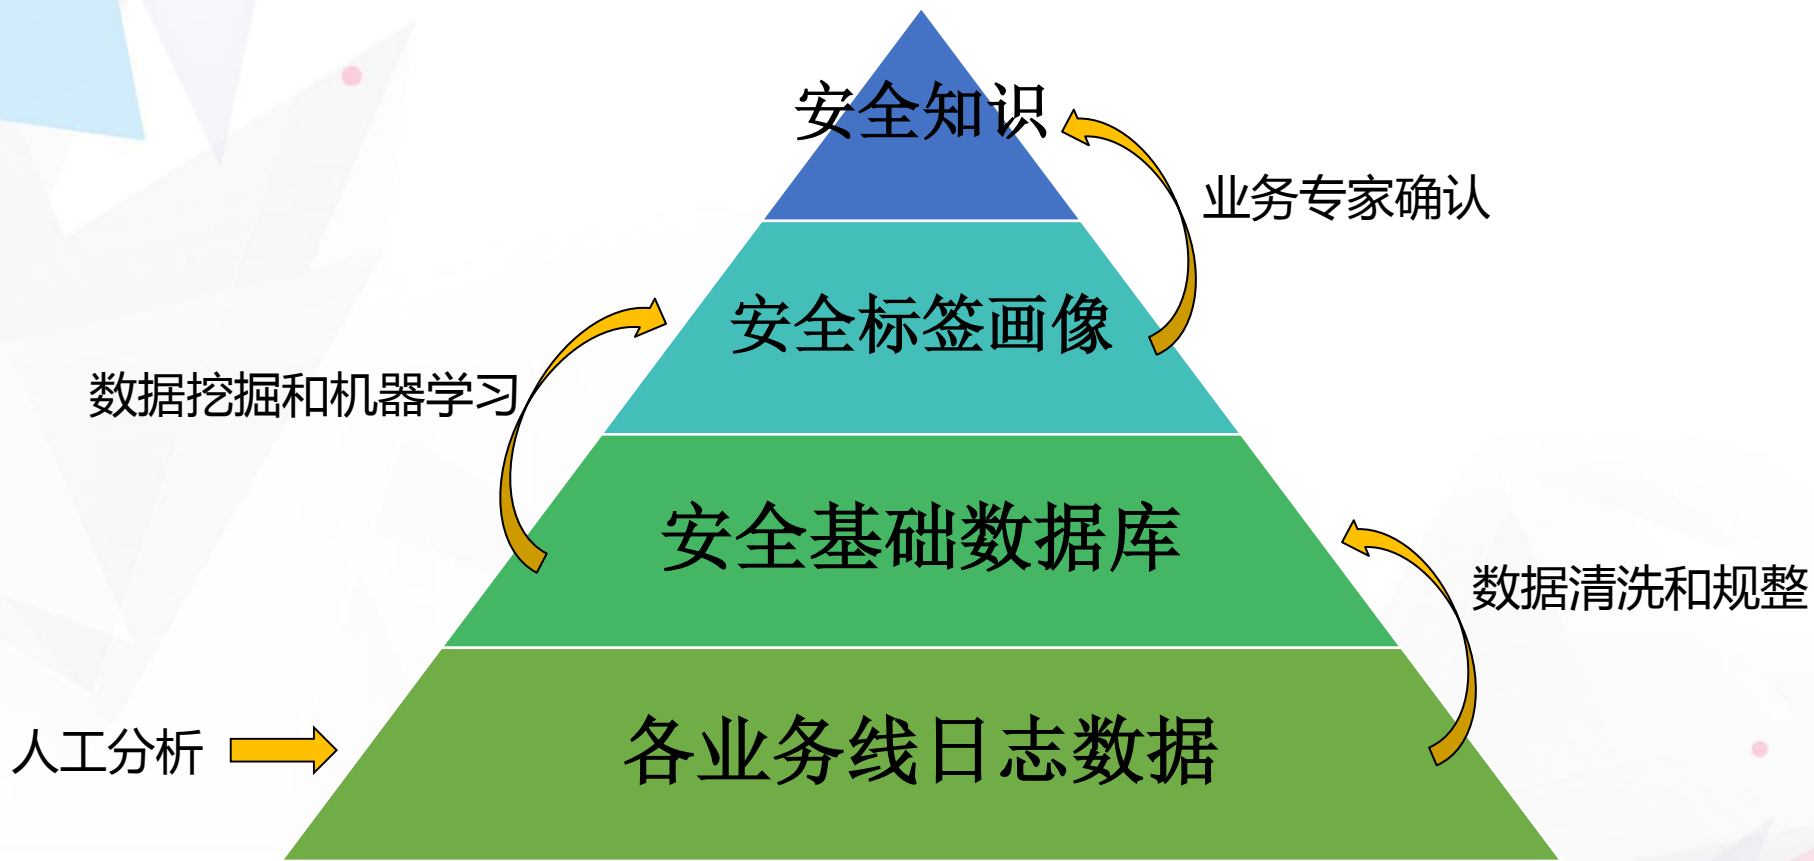 安全知识
业务专家确认
安全标签画像
数据挖掘和机器学习
安全基础数据库
数据清洗和规整
人工分析
各业务线日志数据